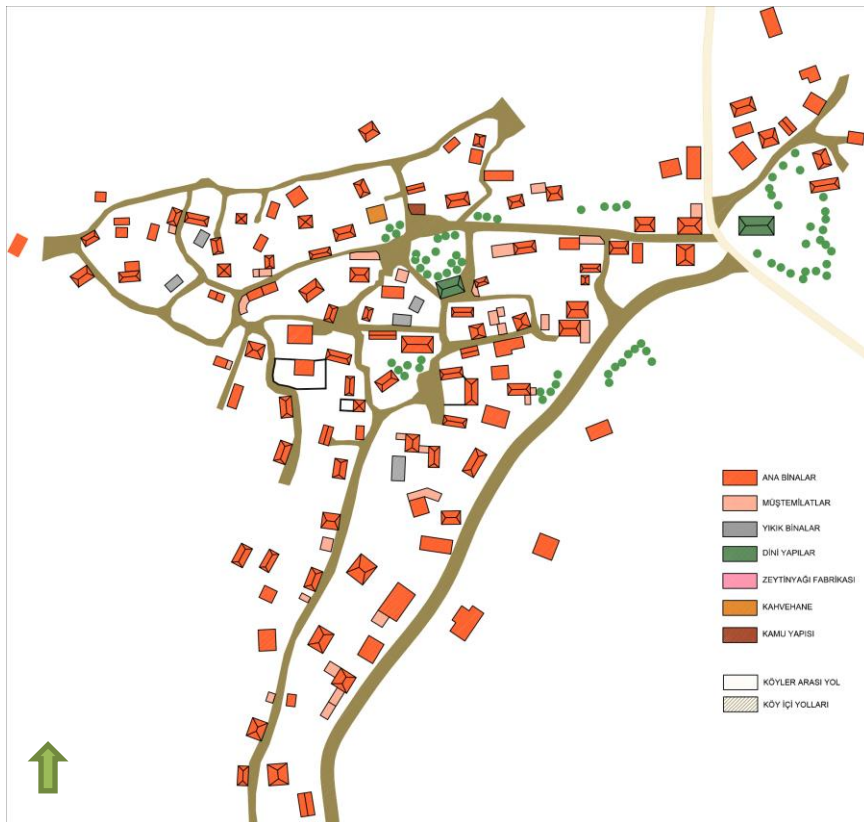 ANA BİNALAR
MÜŞTEMİLATLAR
YIKIK BİNALAR
DİNİ YAPILAR
ZEYTİNYAĞI FABRİKASI
KAHVEHANE
KAMU YAPISI
KÖYLER ARASI YOL
KÖY İÇİ YOLLARI